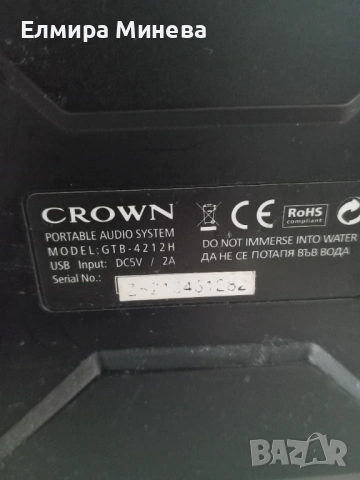 Елмира Минева
CROWN
PORTABLE AUDIO SYSTEM
MODEL:GTB-4212H
USB Input: DC5V / 2A
Serial No.:
CE
RoHS
compliant
DO NOT IMMERSE INTO WATER
ДА НЕ СЕ ПОТАПЯ ВЪВ ВОДА
BAZAR